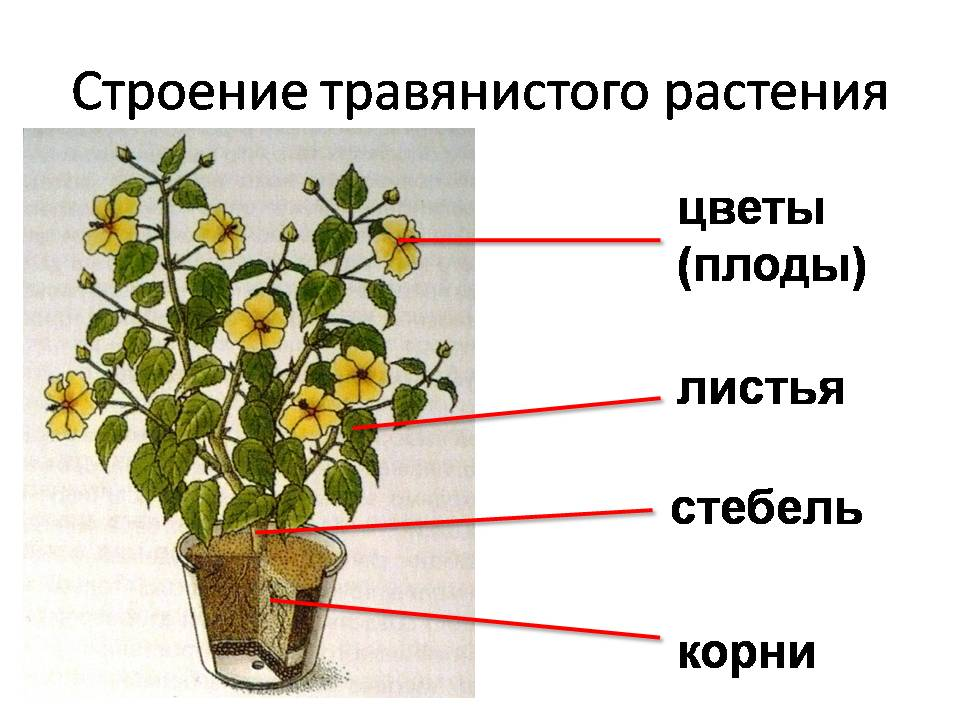 Строение травянистого растения
цветы
(плоды)
листья
стебель
корни